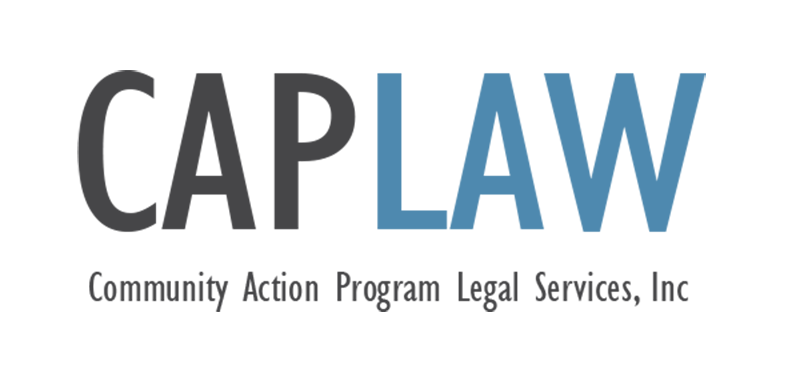 CAPLAW
Community Action Program Legal Services, Inc